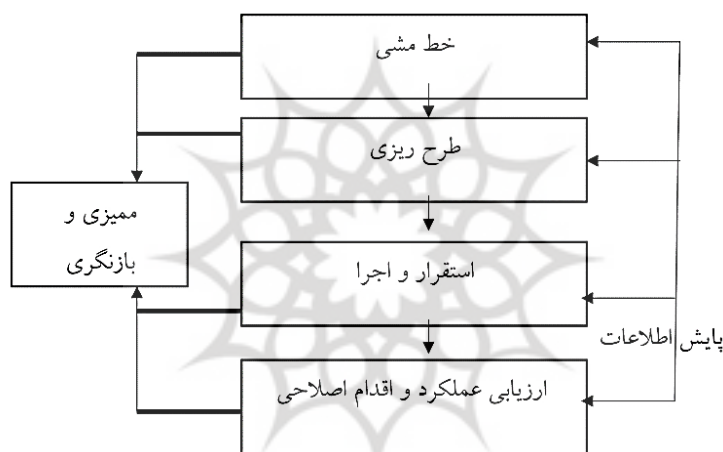 خط مشی
طرح ریزی
ممیزی و
بازنگری
استقرار و اجرا
پایش اطلاعات
ارزیابی عملکرد و اقدام اصلاحی